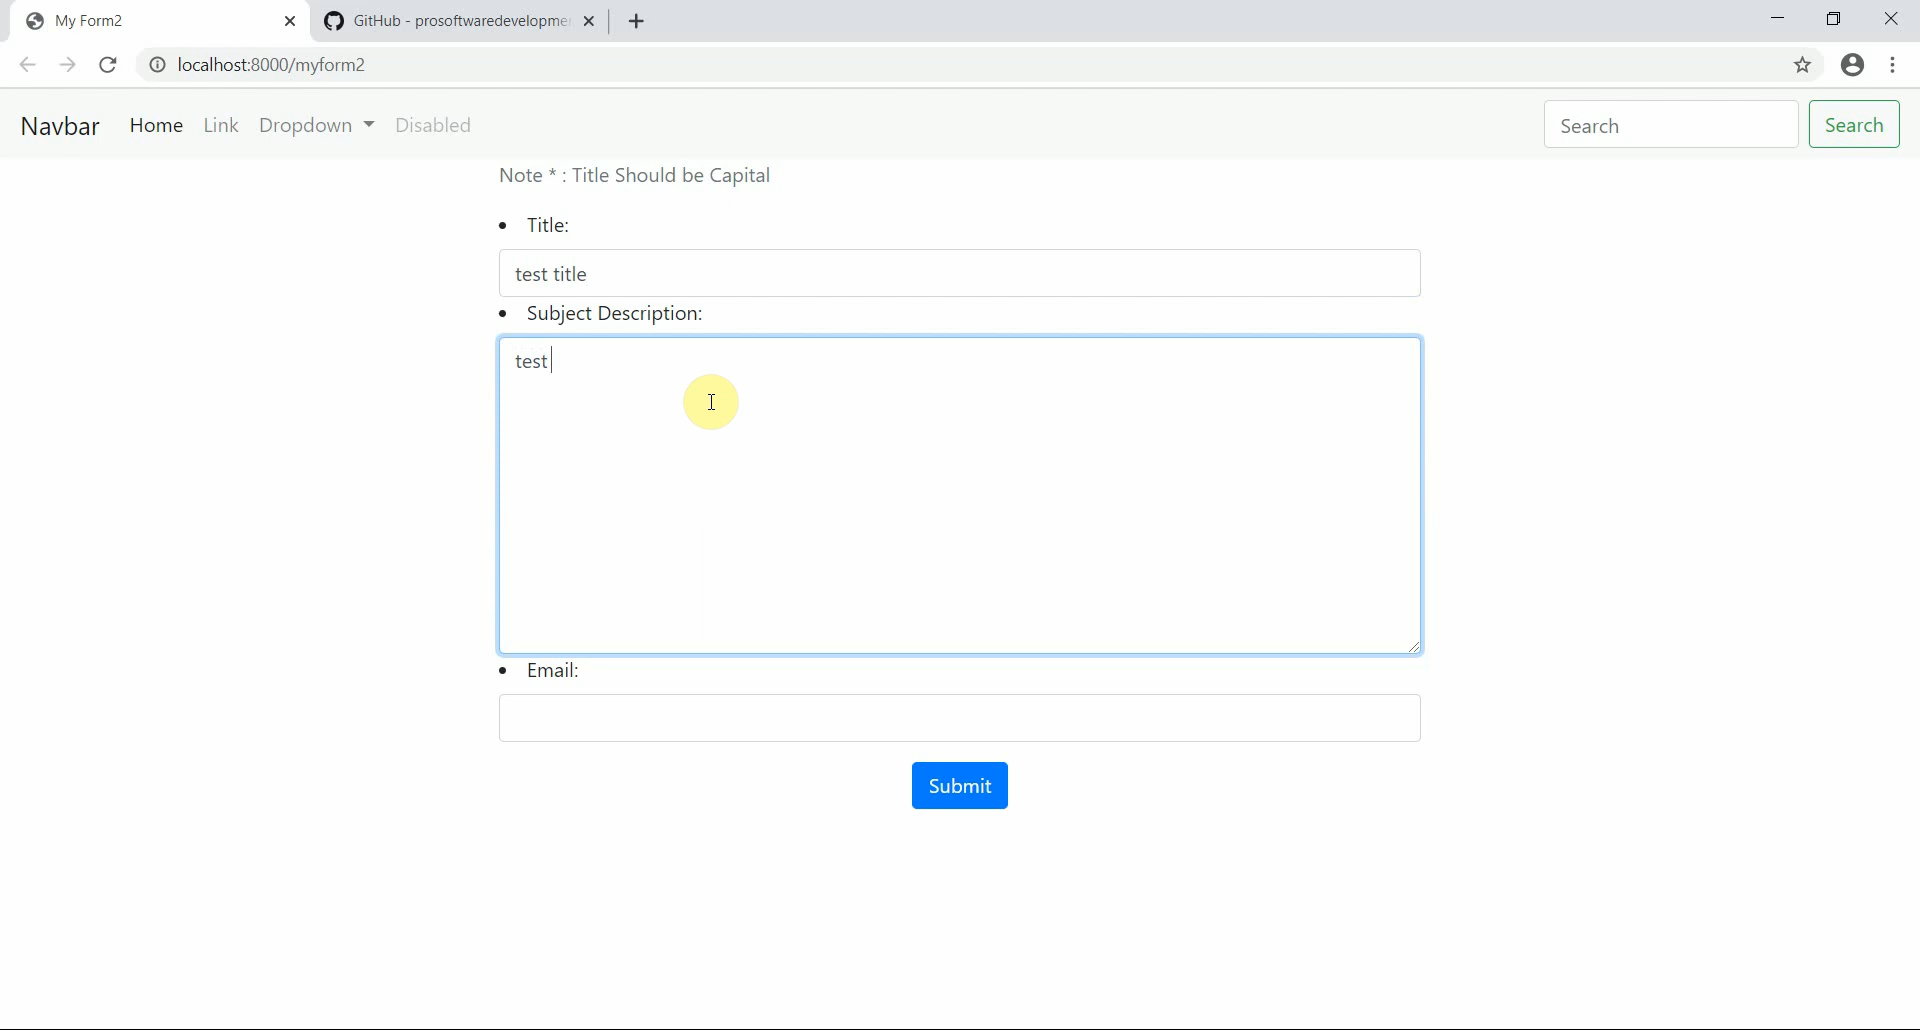 My Form2
GitHub - prosoftwaredevelopme
localhost:8000/myform2
Navbar Home Link Dropdown Disabled Search Search
Note * : Title Should be Capital
Title:
test title
Subject Description:
test
Email:
Submit